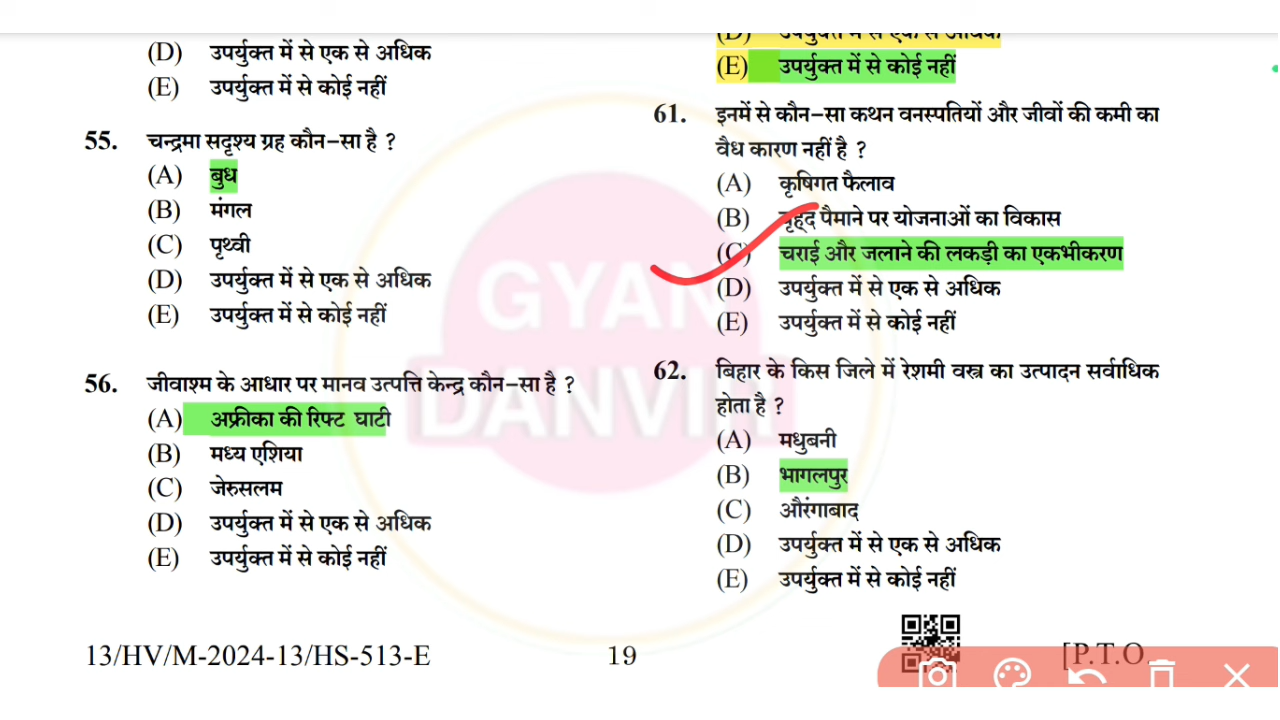 (D) उपर्युक्त में से एक से अधिक
(E) उपर्युक्त में से कोई नहीं
55. चन्द्रमा सदृश्य ग्रह कौन-सा है ?
(A) बुध
(B) मंगल
(C) पृथ्वी
(D) उपर्युक्त में से एक से अधिक
(E) उपर्युक्त में से कोई नहीं
56. जीवाश्म के आधार पर मानव उत्पत्ति केन्द्र कौन-सा है ?
(A) अफ्रीका की रिफ्ट घाटी
(B) मध्य एशिया
(C) जेरुसलम
(D) उपर्युक्त में से एक से अधिक
(E) उपर्युक्त में से कोई नहीं
(D) उपर्युक्त में से एक से अधिक
(E) उपर्युक्त में से कोई नहीं
61. इनमें से कौन-सा कथन वनस्पतियों और जीवों की कमी का
वैध कारण नहीं है ?
(A) कृषिगत फैलाव
(B) बृहद् पैमाने पर योजनाओं का विकास
(C) चराई और जलाने की लकड़ी का एकभीकरण
(D) उपर्युक्त में से एक से अधिक
(E) उपर्युक्त में से कोई नहीं
62. बिहार के किस जिले में रेशमी वस्त्र का उत्पादन सर्वाधिक
होता है ?
(A) मधुबनी
(B) भागलपुर
(C) औरंगाबाद
(D) उपर्युक्त में से एक से अधिक
(E) उपर्युक्त में से कोई नहीं
GYAN
DANVIR
13/HV/M-2024-13/HS-513-E 19 [P.T.O.